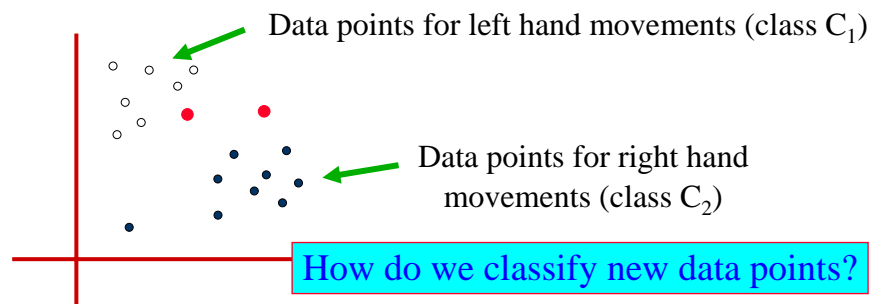 Data points for left hand movements (class C₁)
Data points for right hand
movements (class C₂)
How do we classify new data points?